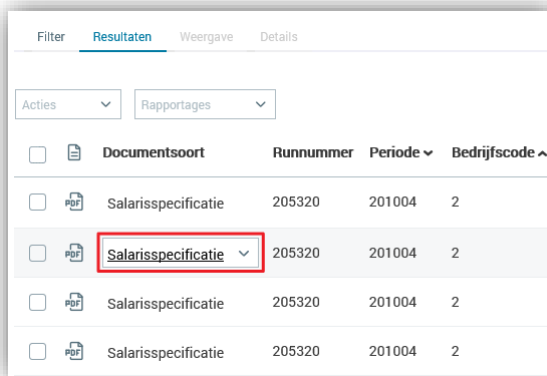 Filter Resultaten Weergave Details
Acties Rapportages
Documentsoort Runnummer Periode Bedrijfscode
PDF Salarisspecificatie 205320 201004 2
PDF Salarisspecificatie 205320 201004 2
PDF Salarisspecificatie 205320 201004 2
PDF Salarisspecificatie 205320 201004 2